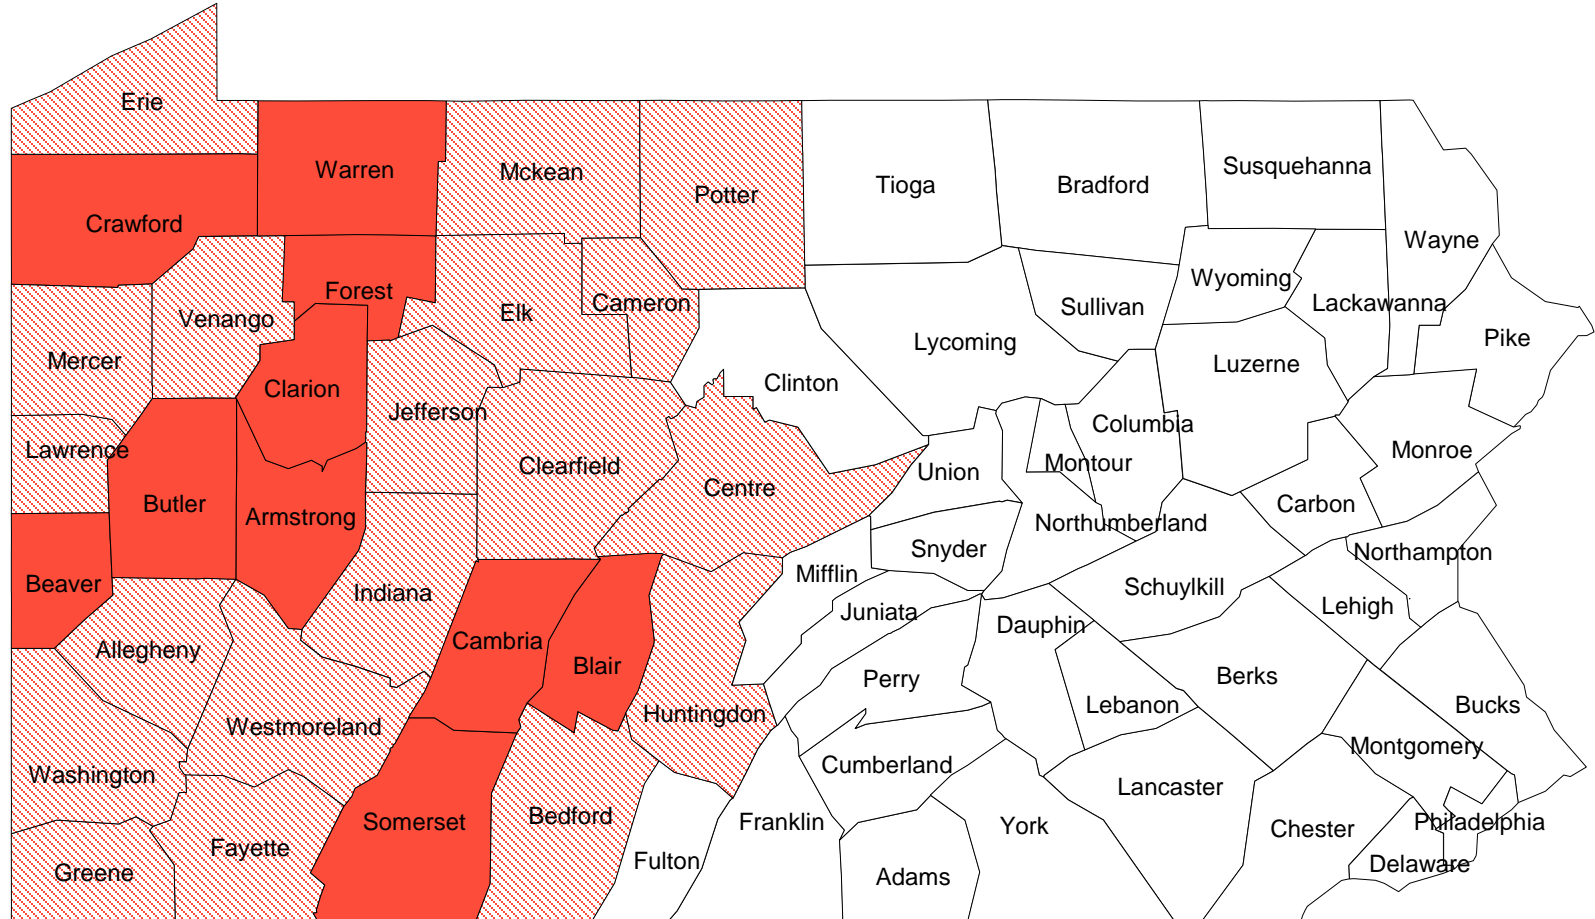 Erie
Warren
Mckean
Potter
Tioga
Bradford
Susquehanna
Crawford
Wayne
Forest
Venango
Elk
Cameron
Wyoming
Lackawanna
Sullivan
Mercer
Lycoming
Pike
Clarion
Clinton
Luzerne
Jefferson
Columbia
Lawrence
Clearfield
Centre
Union
Montour
Monroe
Butler
Armstrong
Carbon
Northumberland
Snyder
Northampton
Beaver
Indiana
Mifflin
Schuylkill
Juniata
Lehigh
Allegheny
Cambria
Dauphin
Blair
Perry
Berks
Westmoreland
Huntingdon
Lebanon
Bucks
Washington
Cumberland
Montgomery
Lancaster
Somerset
Bedford
Franklin
York
Chester
Philadelphia
Fayette
Fulton
Delaware
Greene
Adams